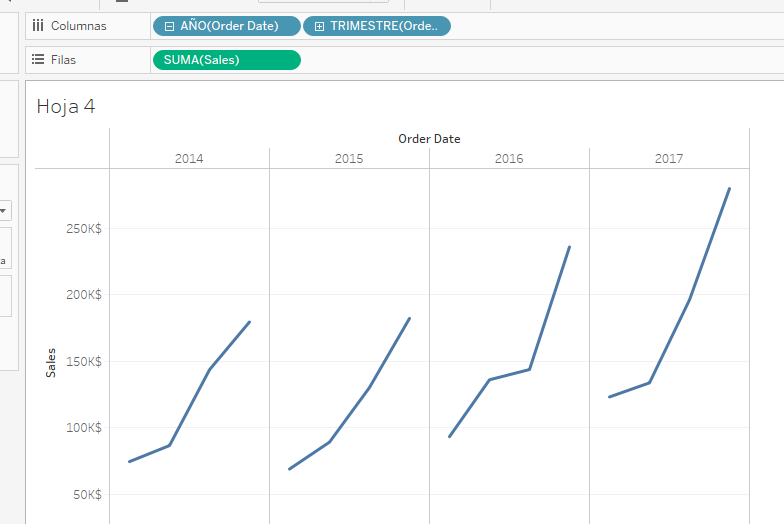 Columnas AÑO(Order Date) TRIMESTRE(Orde..
Filas SUMA(Sales)
Hoja 4
Order Date
2014 2015 2016 2017
250K$
200K$
150K$
100K$
50K$
Sales
a